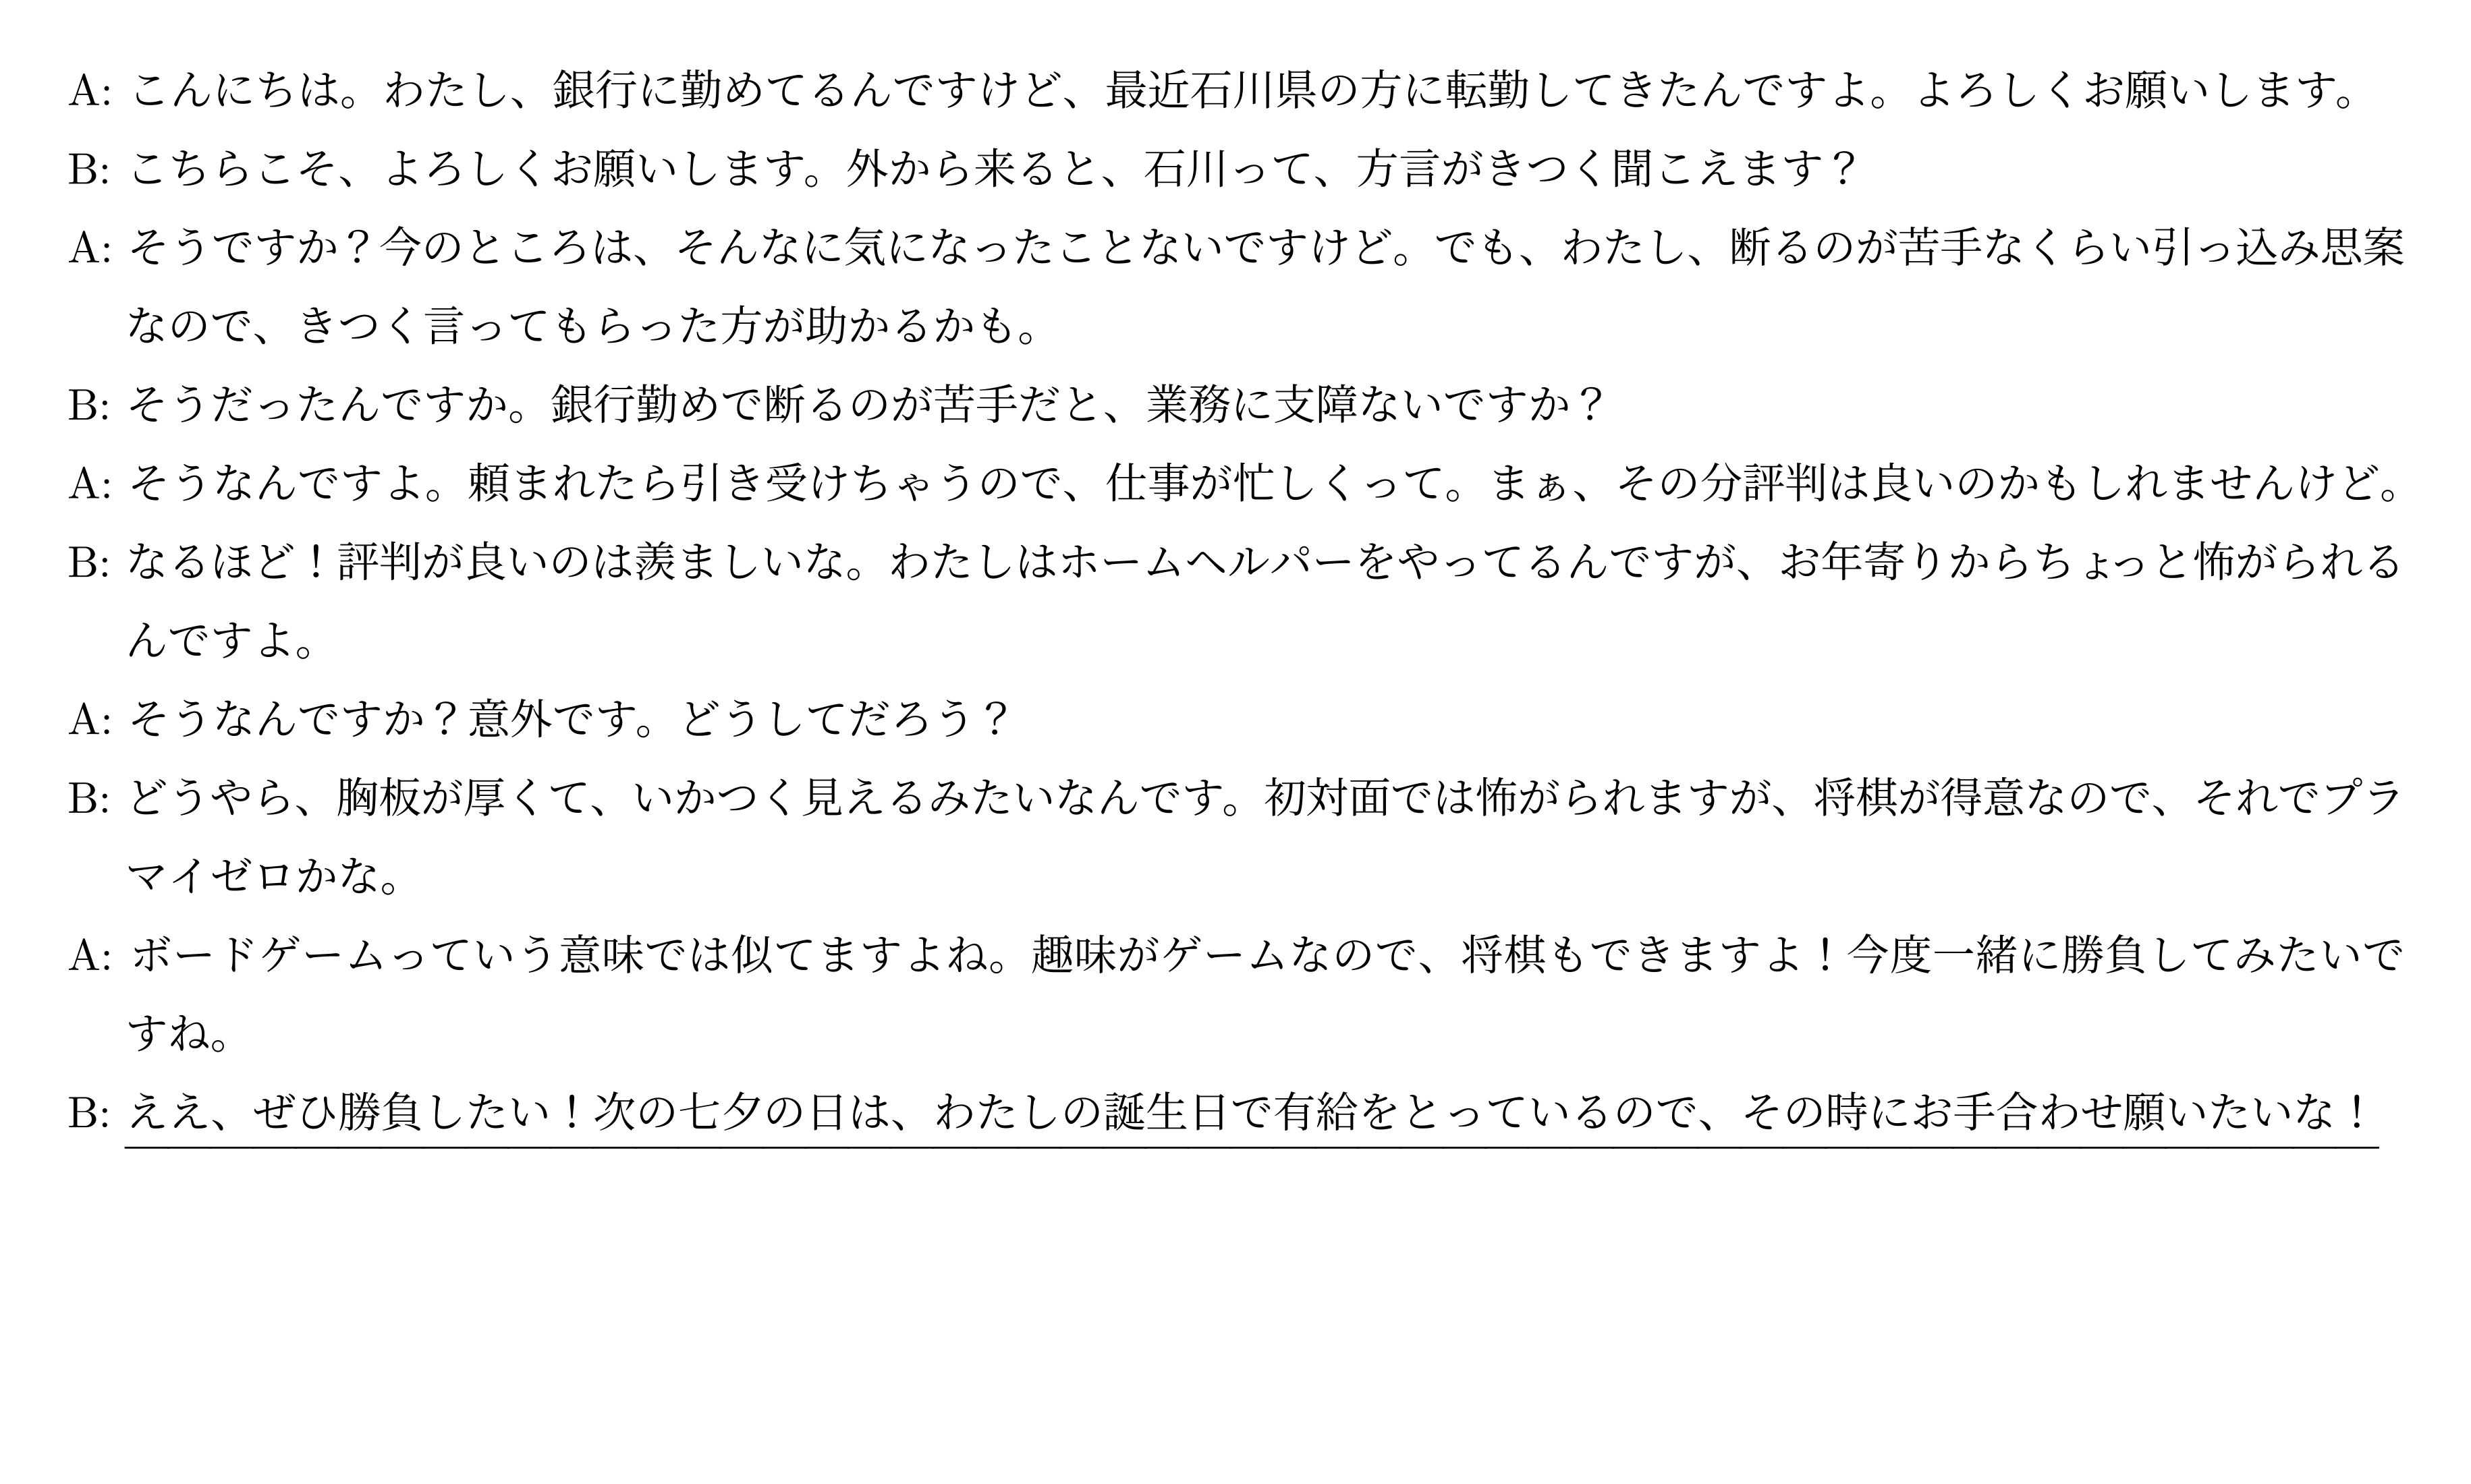 A: こんにちは。わたし、銀行に勤めてるんですけど、最近石川県の方に転勤してきたんですよ。よろしくお願いします。
B: こちらこそ、よろしくお願いします。外から来ると、石川って、方言がきつく聞こえます？
A: そうですか？今のところは、そんなに気になったことないですけど。でも、わたし、断るのが苦手なくらい引っ込み思案
なので、きつく言ってもらった方が助かるかも。
B: そうだったんですか。銀行勤めで断るのが苦手だと、業務に支障ないですか？
A: そうなんですよ。頼まれたら引き受けちゃうので、仕事が忙しくって。まぁ、その分評判は良いのかもしれませんけど。
B: なるほど！評判が良いのは羨ましいな。わたしはホームヘルパーをやってるんですが、お年寄りからちょっと怖がられる
んですよ。
A: そうなんですか？意外です。どうしてだろう？
B: どうやら、胸板が厚くて、いかつく見えるみたいなんです。初対面では怖がられますが、将棋が得意なので、それでプラ
マイゼロかな。
A: ボードゲームっていう意味では似てますよね。趣味がゲームなので、将棋もできますよ！今度一緒に勝負してみたいで
すね。
B: ええ、ぜひ勝負したい！次の七夕の日は、わたしの誕生日で有給をとっているので、その時にお手合わせ願いたいな！